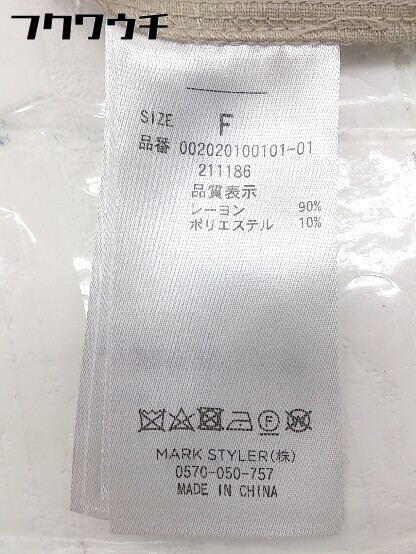 フクワウチ
SIZE F
品番 002020100101-01
211186
品質表示
レーヨン 90%
ポリエステル 10%
MARK STYLER(株)
0570-050-757
MADE IN CHINA